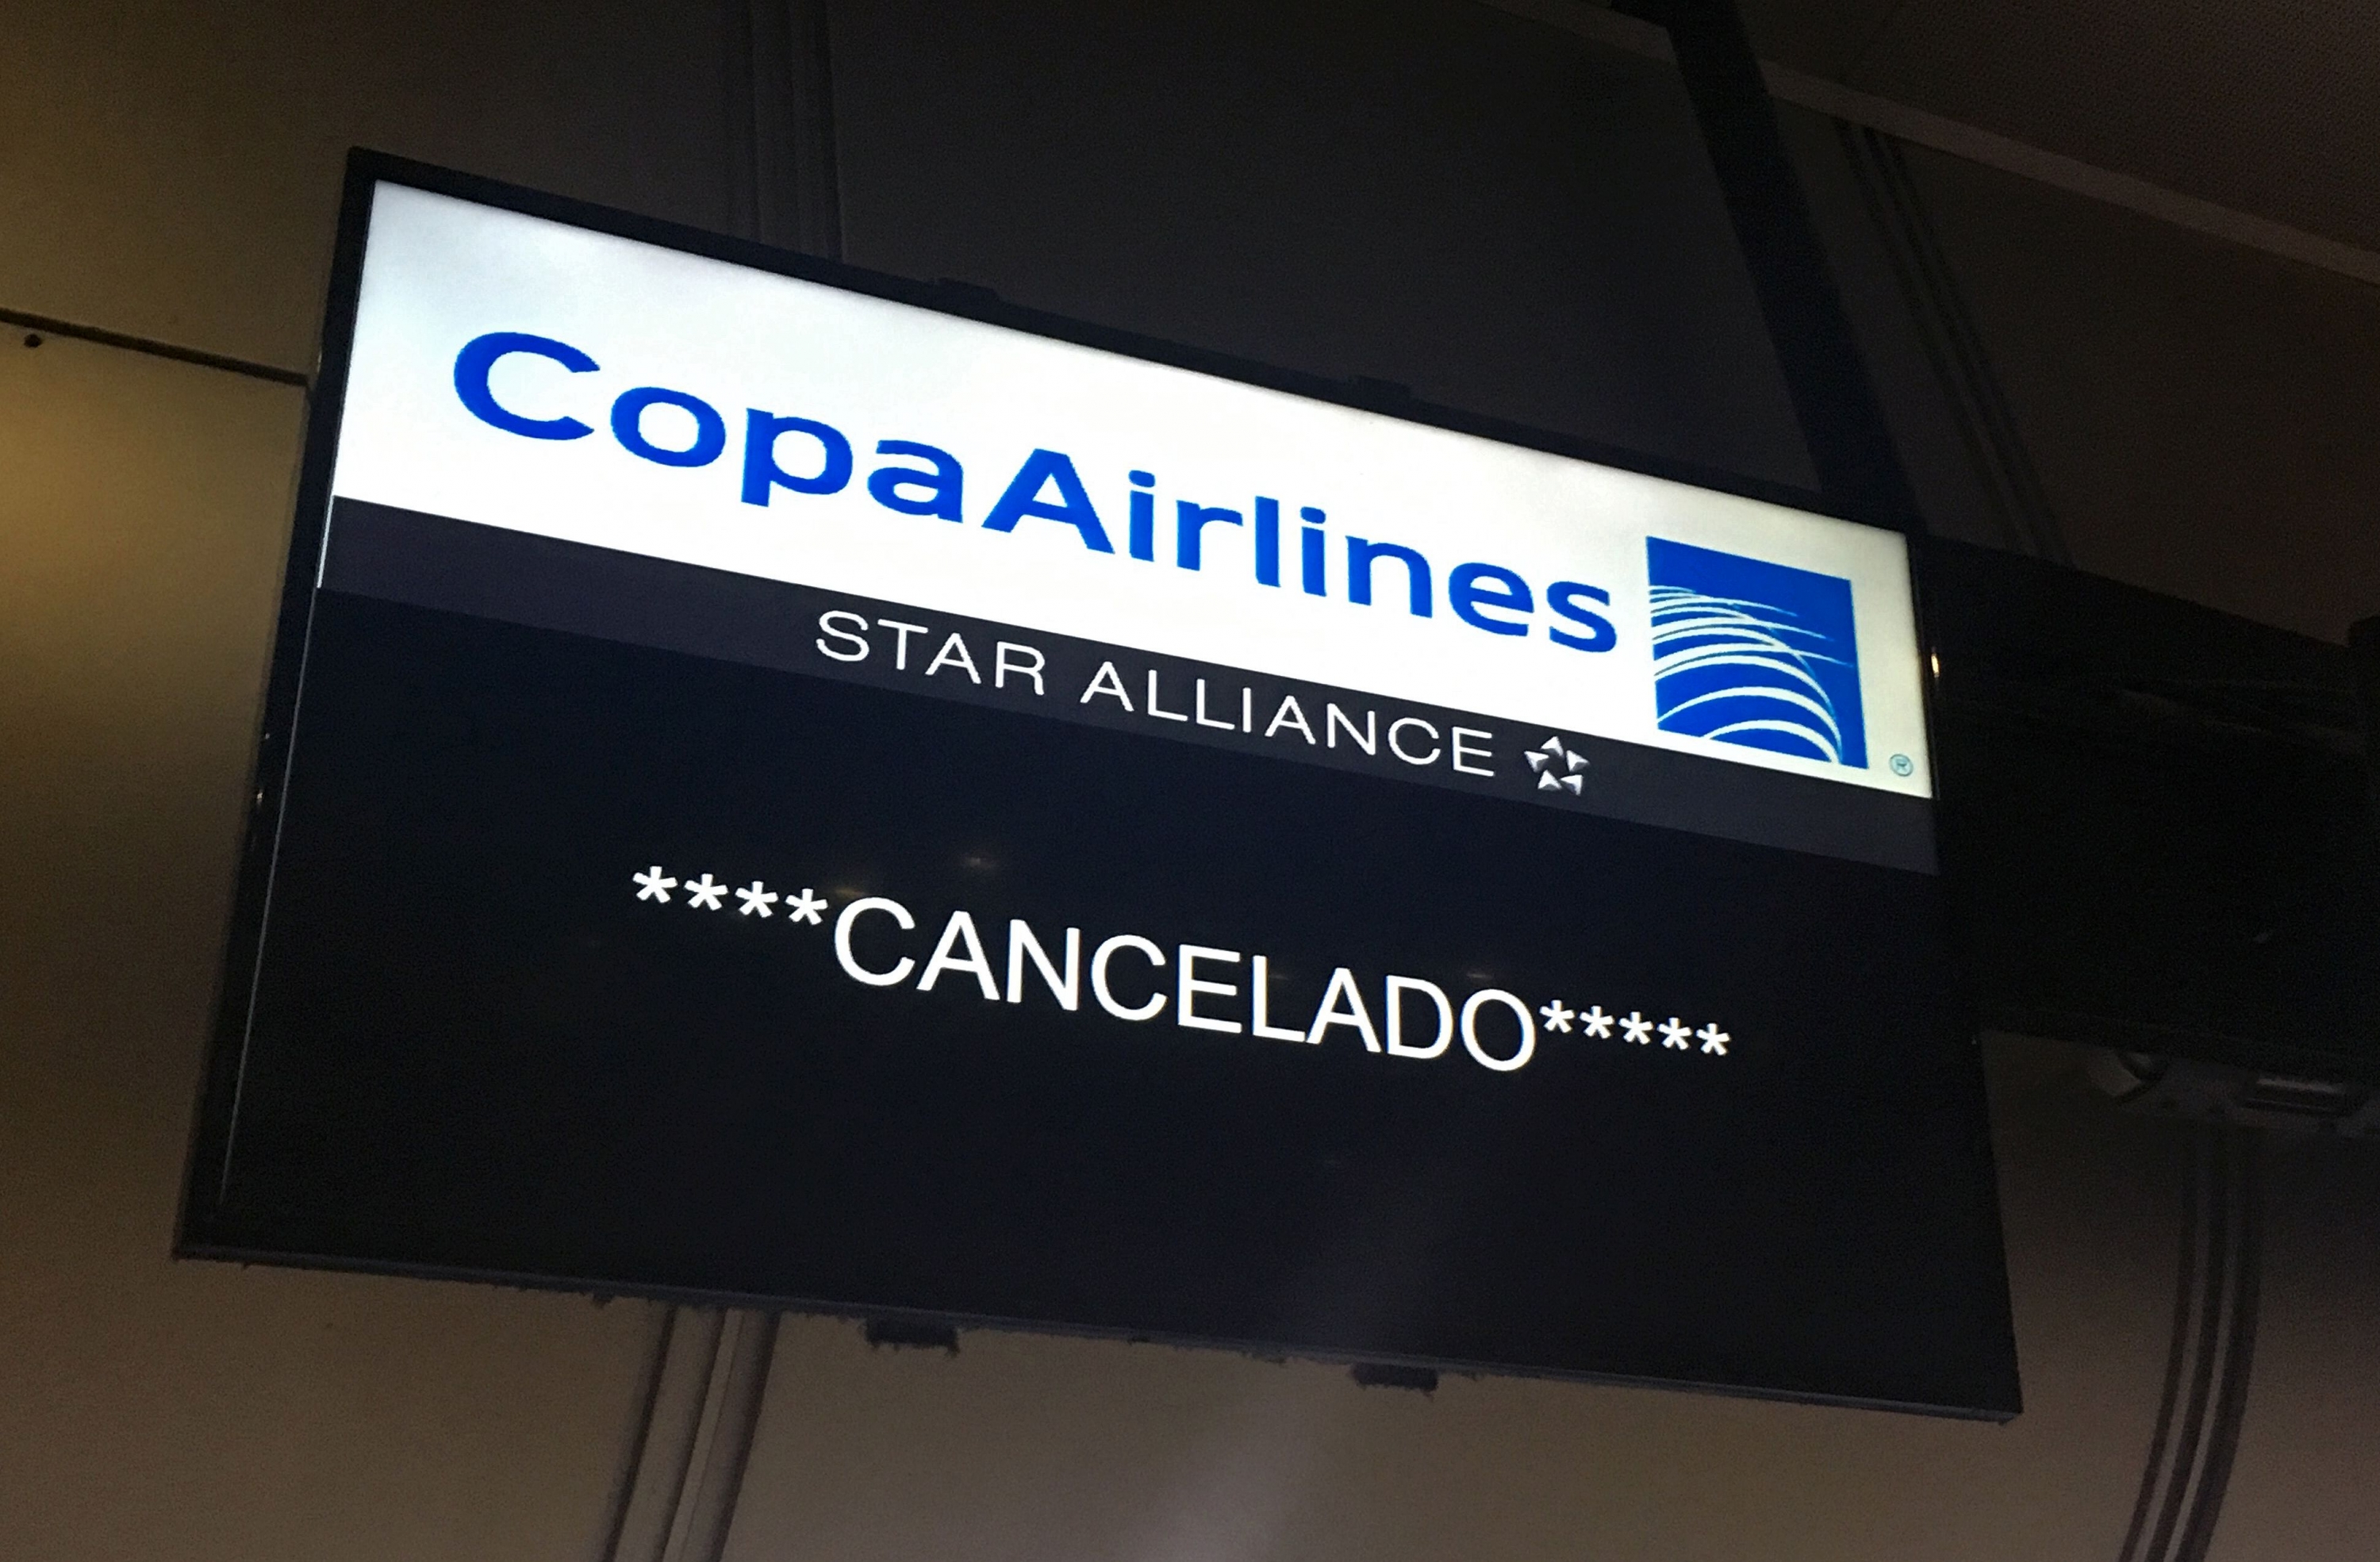 CopaAirlines
®
STAR ALLIANCE
****CANCELADO*****